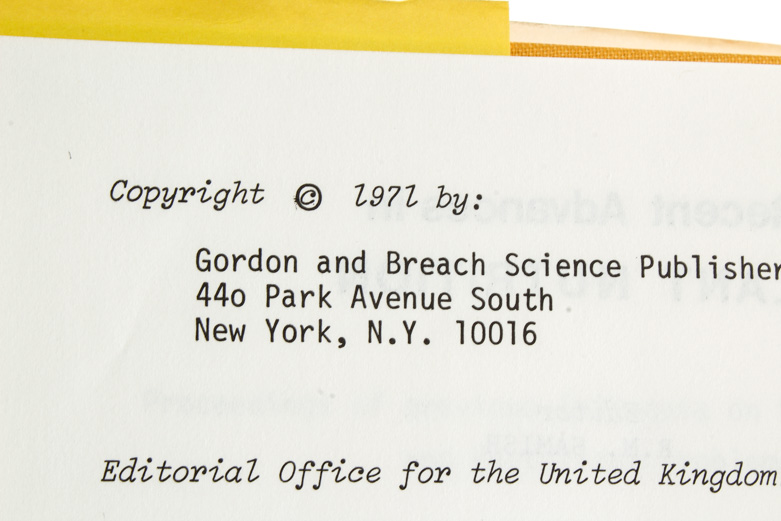 Copyright © 1971 by:
Gordon and Breach Science Publisher
44o Park Avenue South
New York, N.Y. 10016
Editorial Office for the United Kingdom